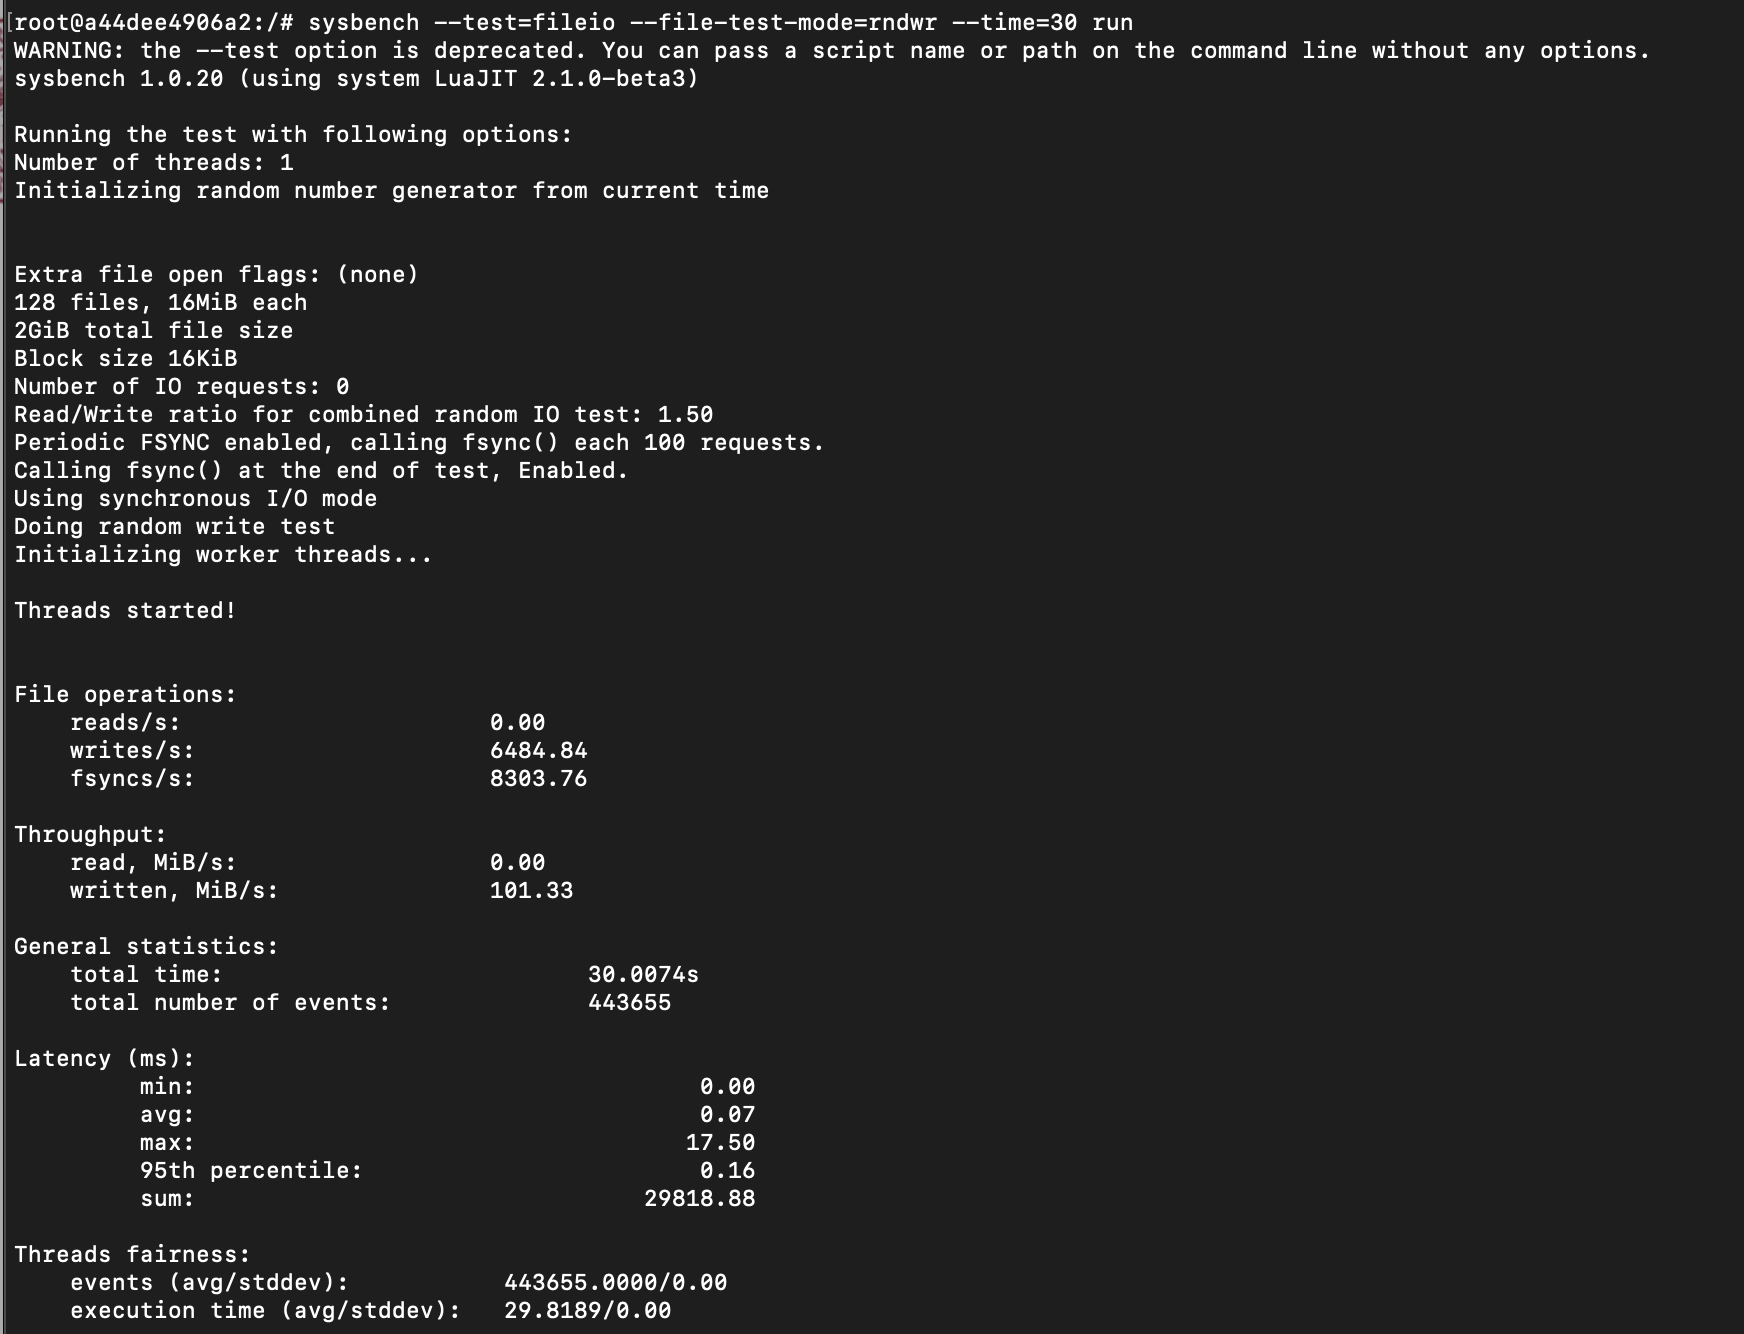 [root@a44dee4906a2:/# sysbench --test=fileio --file-test-mode=rndwr --time=30 run
WARNING: the --test option is deprecated. You can pass a script name or path on the command line without any options.
sysbench 1.0.20 (using system LuaJIT 2.1.0-beta3)
Running the test with following options:
Number of threads: 1
Initializing random number generator from current time
Extra file open flags: (none)
128 files, 16MiB each
2GiB total file size
Block size 16KiB
Number of IO requests: 0
Read/Write ratio for combined random IO test: 1.50
Periodic FSYNC enabled, calling fsync() each 100 requests.
Calling fsync() at the end of test, Enabled.
Using synchronous I/O mode
Doing random write test
Initializing worker threads...
Threads started!
File operations:
reads/s: 0.00
writes/s: 6484.84
fsyncs/s: 8303.76
Throughput:
read, MiB/s: 0.00
written, MiB/s: 101.33
General statistics:
total time: 30.0074s
total number of events: 443655
Latency (ms):
min: 0.00
avg: 0.07
max: 17.50
95th percentile: 0.16
sum: 29818.88
Threads fairness:
events (avg/stddev): 443655.0000/0.00
execution time (avg/stddev): 29.8189/0.00